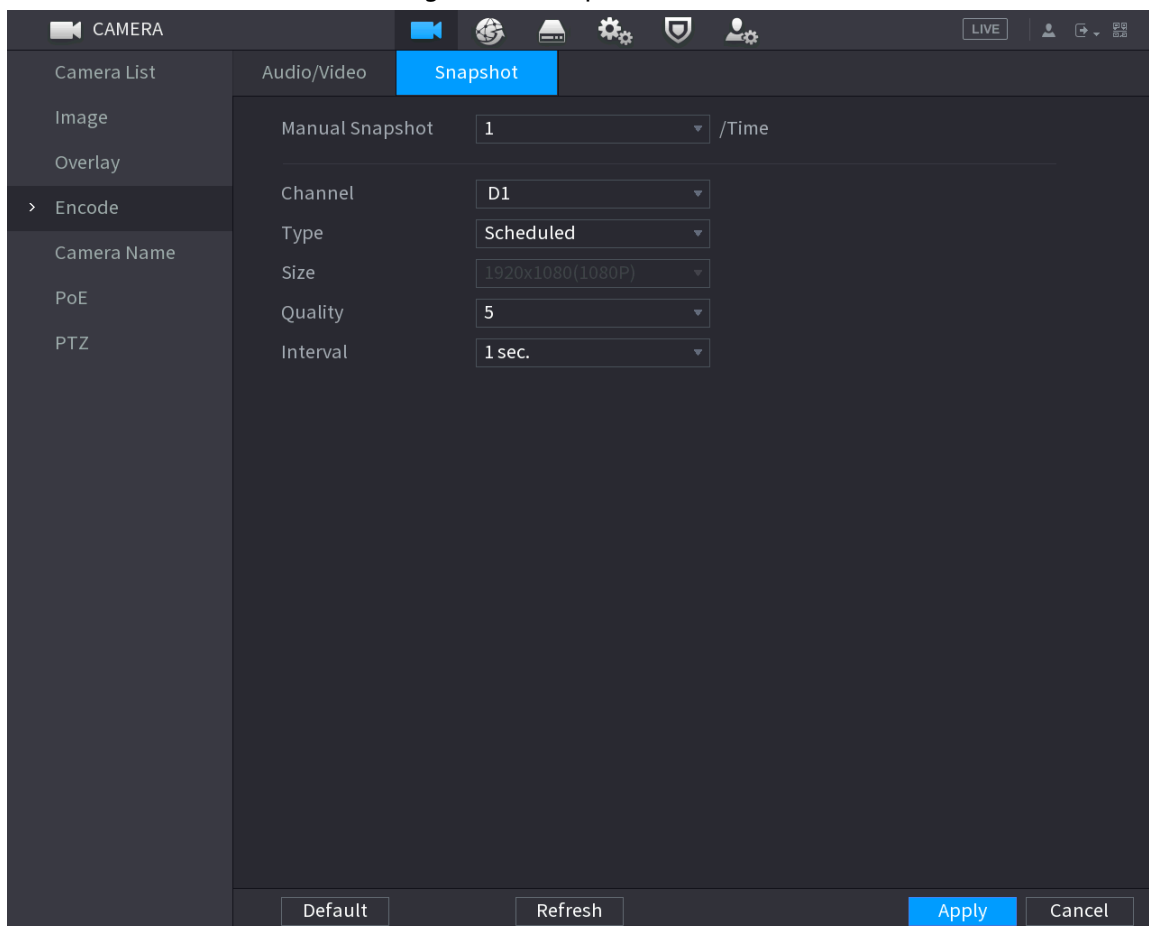 CAMERA
LIVE
Camera List
Image
Overlay
Encode
Camera Name
PoE
PTZ
Audio/Video
Snapshot
Manual Snapshot 1 /Time
Channel D1
Type Scheduled
Size 1920x1080(1080P)
Quality 5
Interval 1 sec.
Default Refresh Apply Cancel